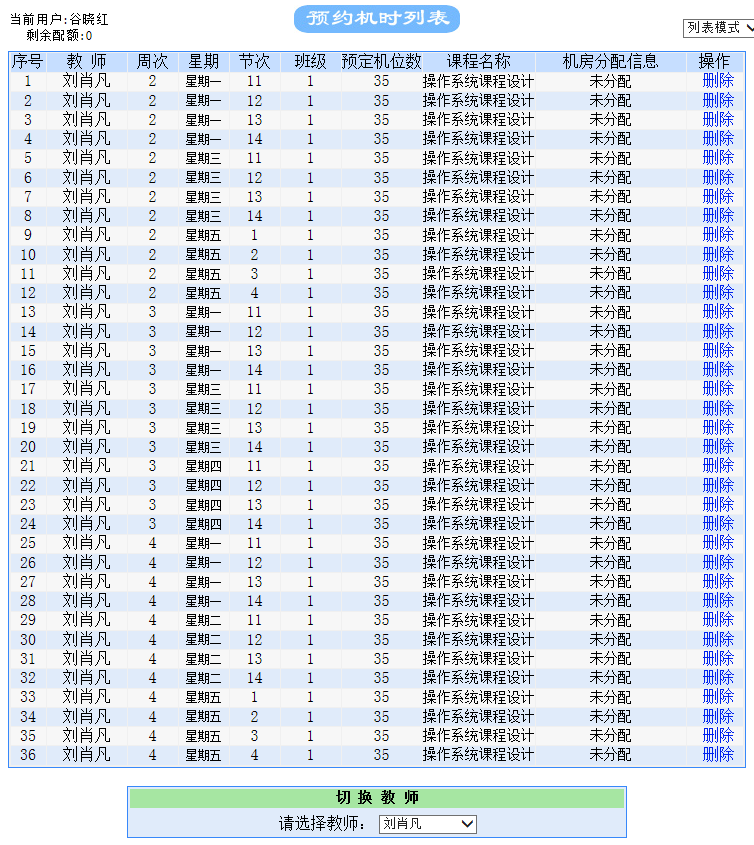 当前用户:谷晓红
剩余配额:0
预约机时列表
列表模式
序号 教 师 周次 星期 节次 班级 预定机位数 课程名称 机房分配信息 操作
1 刘肖凡 2 星期一 11 1 35 操作系统课程设计 未分配 删除
2 刘肖凡 2 星期一 12 1 35 操作系统课程设计 未分配 删除
3 刘肖凡 2 星期一 13 1 35 操作系统课程设计 未分配 删除
4 刘肖凡 2 星期一 14 1 35 操作系统课程设计 未分配 删除
5 刘肖凡 2 星期三 11 1 35 操作系统课程设计 未分配 删除
6 刘肖凡 2 星期三 12 1 35 操作系统课程设计 未分配 删除
7 刘肖凡 2 星期三 13 1 35 操作系统课程设计 未分配 删除
8 刘肖凡 2 星期三 14 1 35 操作系统课程设计 未分配 删除
9 刘肖凡 2 星期五 1 1 35 操作系统课程设计 未分配 删除
10 刘肖凡 2 星期五 2 1 35 操作系统课程设计 未分配 删除
11 刘肖凡 2 星期五 3 1 35 操作系统课程设计 未分配 删除
12 刘肖凡 2 星期五 4 1 35 操作系统课程设计 未分配 删除
13 刘肖凡 3 星期一 11 1 35 操作系统课程设计 未分配 删除
14 刘肖凡 3 星期一 12 1 35 操作系统课程设计 未分配 删除
15 刘肖凡 3 星期一 13 1 35 操作系统课程设计 未分配 删除
16 刘肖凡 3 星期一 14 1 35 操作系统课程设计 未分配 删除
17 刘肖凡 3 星期三 11 1 35 操作系统课程设计 未分配 删除
18 刘肖凡 3 星期三 12 1 35 操作系统课程设计 未分配 删除
19 刘肖凡 3 星期三 13 1 35 操作系统课程设计 未分配 删除
20 刘肖凡 3 星期三 14 1 35 操作系统课程设计 未分配 删除
21 刘肖凡 3 星期四 11 1 35 操作系统课程设计 未分配 删除
22 刘肖凡 3 星期四 12 1 35 操作系统课程设计 未分配 删除
23 刘肖凡 3 星期四 13 1 35 操作系统课程设计 未分配 删除
24 刘肖凡 3 星期四 14 1 35 操作系统课程设计 未分配 删除
25 刘肖凡 4 星期一 11 1 35 操作系统课程设计 未分配 删除
26 刘肖凡 4 星期一 12 1 35 操作系统课程设计 未分配 删除
27 刘肖凡 4 星期一 13 1 35 操作系统课程设计 未分配 删除
28 刘肖凡 4 星期一 14 1 35 操作系统课程设计 未分配 删除
29 刘肖凡 4 星期二 11 1 35 操作系统课程设计 未分配 删除
30 刘肖凡 4 星期二 12 1 35 操作系统课程设计 未分配 删除
31 刘肖凡 4 星期二 13 1 35 操作系统课程设计 未分配 删除
32 刘肖凡 4 星期二 14 1 35 操作系统课程设计 未分配 删除
33 刘肖凡 4 星期五 1 1 35 操作系统课程设计 未分配 删除
34 刘肖凡 4 星期五 2 1 35 操作系统课程设计 未分配 删除
35 刘肖凡 4 星期五 3 1 35 操作系统课程设计 未分配 删除
36 刘肖凡 4 星期五 4 1 35 操作系统课程设计 未分配 删除
切 换 教 师
请选择教师: 刘肖凡